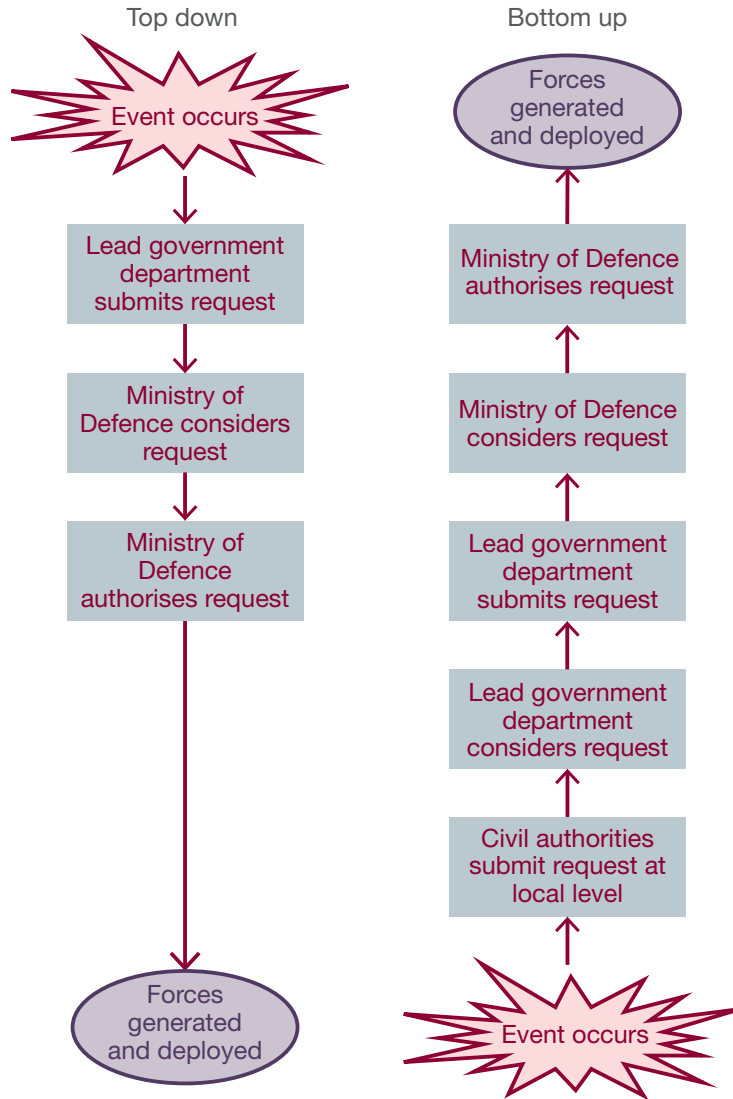 Top down
Event occurs
Lead government
department
submits request
Ministry of
Defence considers
request
Ministry of
Defence
authorises request
Forces
generated
and deployed
Bottom up
Forces
generated
and deployed
Ministry of Defence
authorises request
Ministry of Defence
considers request
Lead government
department
submits request
Lead government
department
considers request
Civil authorities
submit request at
local level
Event occurs